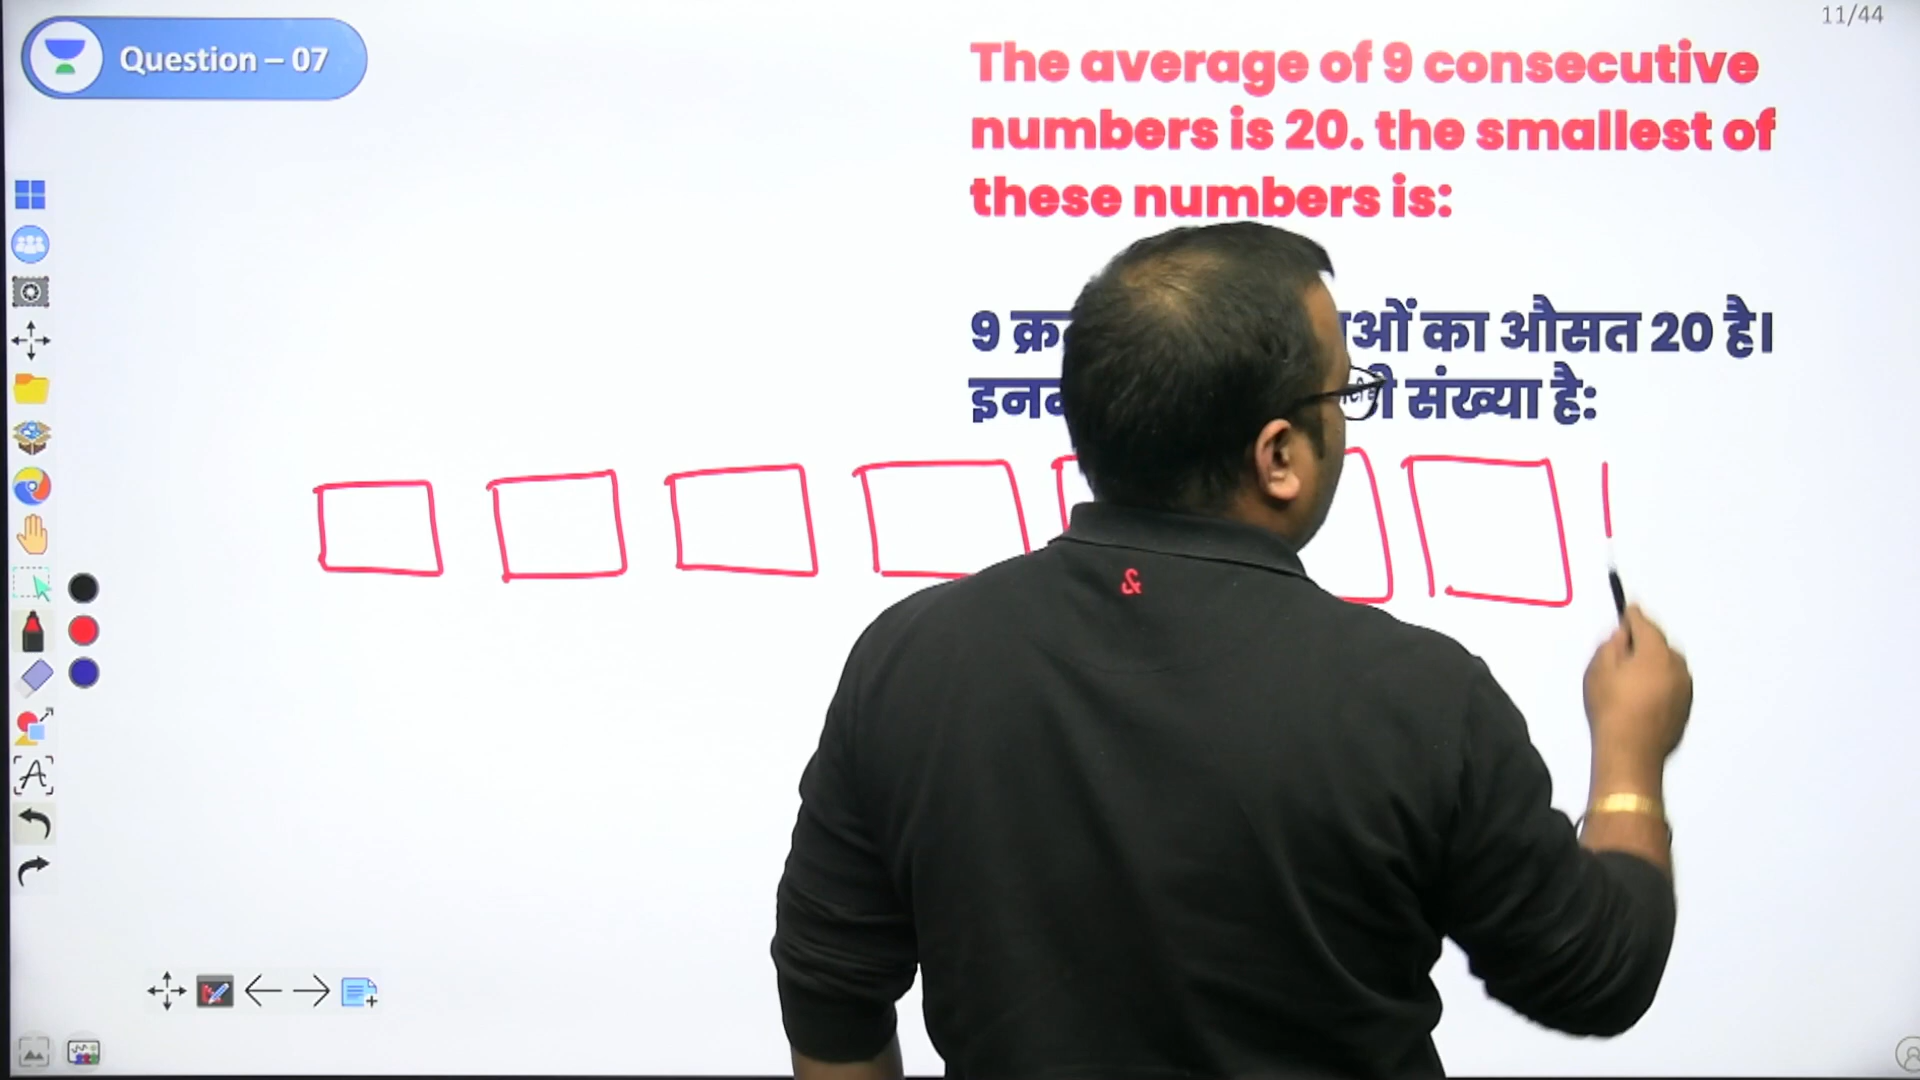 11/44
Question – 07
The average of 9 consecutive
numbers is 20. the smallest of
these numbers is:
9 का औसत 20 है।
संख्या है: